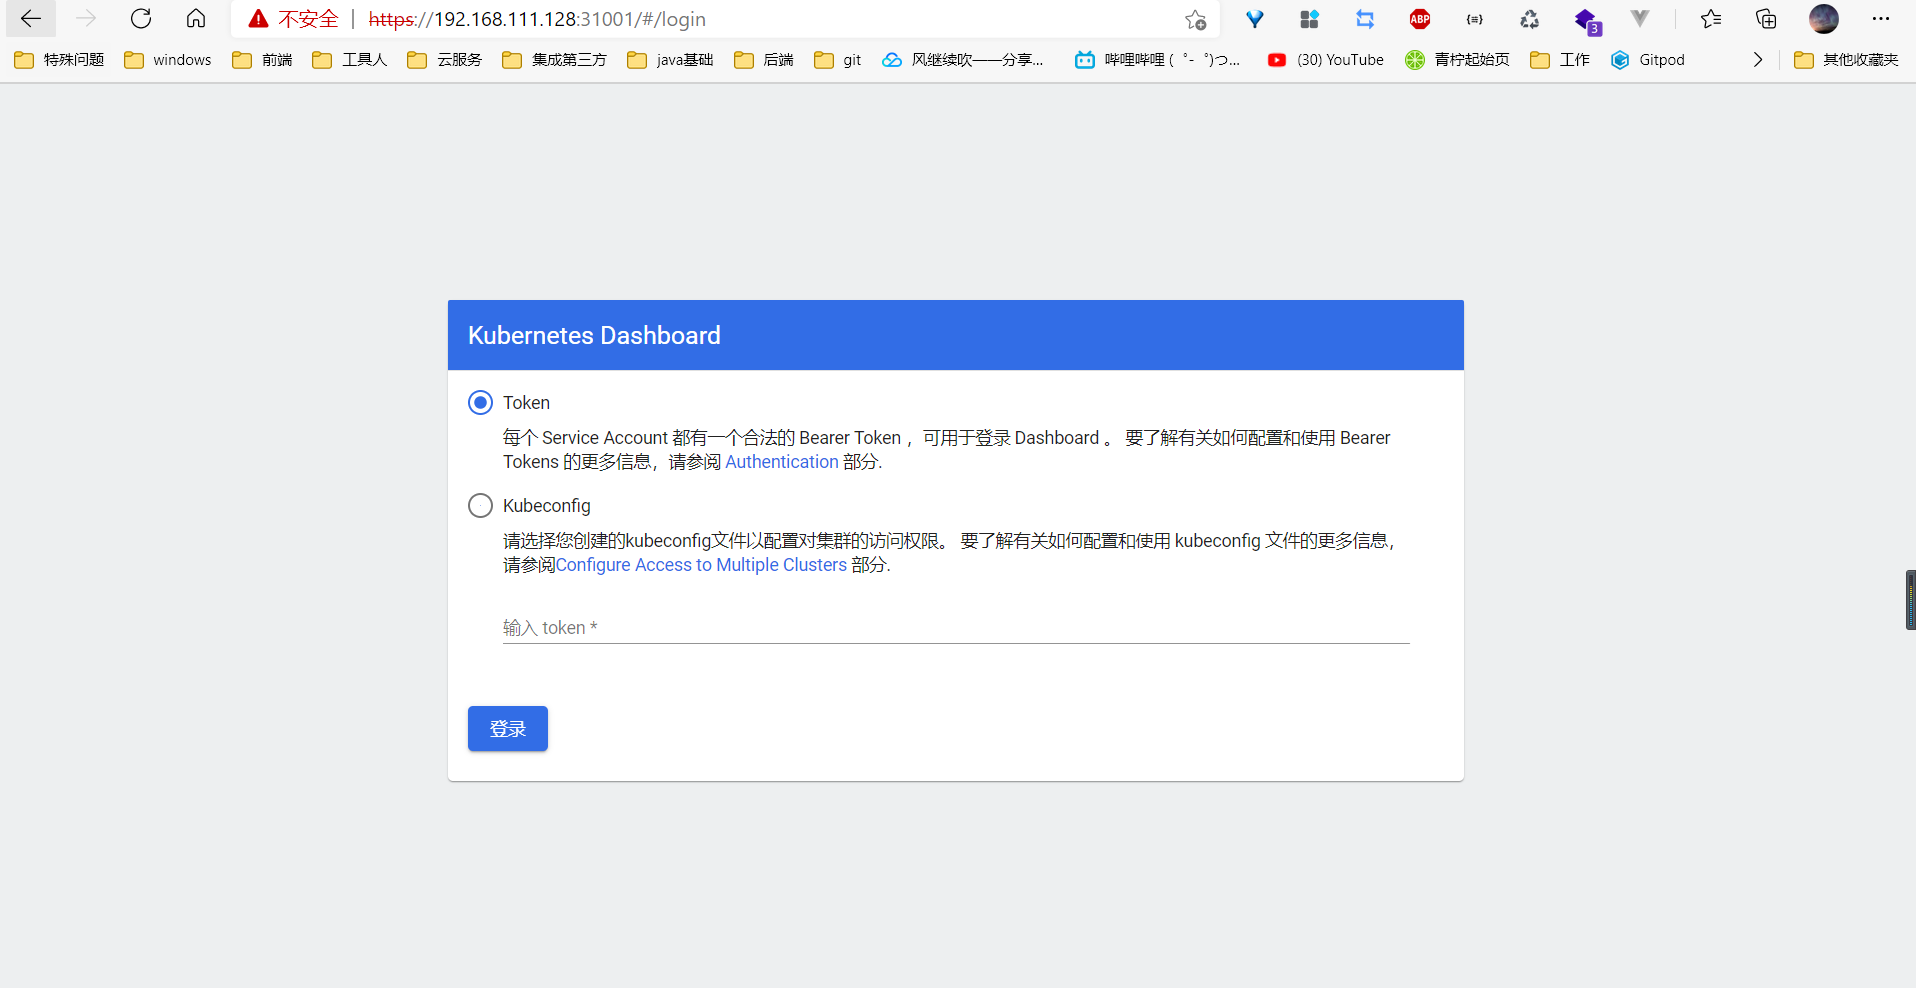 不安全 | https://192.168.111.128:31001/#/login
ABP
{≡}
3
特殊问题 windows 前端 工具人 云服务 集成第三方 java基础 后端 git 风继续吹——分享... 哔哩哔哩 ( ゜- ゜)つ... (30) YouTube 青柠起始页 工作 Gitpod 其他收藏夹
Kubernetes Dashboard
Token
每个 Service Account 都有一个合法的 Bearer Token ，可用于登录 Dashboard 。 要了解有关如何配置和使用 Bearer
Tokens 的更多信息，请参阅 Authentication 部分.
Kubeconfig
请选择您创建的kubeconfig文件以配置对集群的访问权限。 要了解有关如何配置和使用 kubeconfig 文件的更多信息，
请参阅Configure Access to Multiple Clusters 部分.
输入 token *
登录